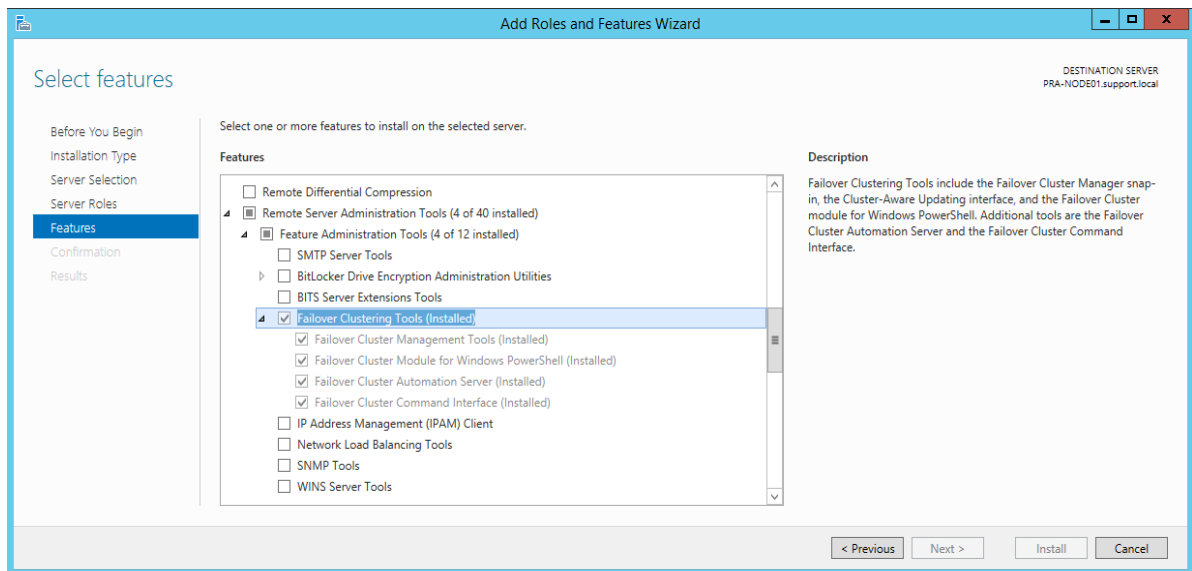 Add Roles and Features Wizard
Select features
DESTINATION SERVER
PRA-NODE01.support.local
Before You Begin
Installation Type
Server Selection
Server Roles
Features
Confirmation
Results
Select one or more features to install on the selected server.
Features
Remote Differential Compression
Remote Server Administration Tools (4 of 40 installed)
Feature Administration Tools (4 of 12 installed)
SMTP Server Tools
BitLocker Drive Encryption Administration Utilities
BITS Server Extensions Tools
Failover Clustering Tools (Installed)
Failover Cluster Management Tools (Installed)
Failover Cluster Module for Windows PowerShell (Installed)
Failover Cluster Automation Server (Installed)
Failover Cluster Command Interface (Installed)
IP Address Management (IPAM) Client
Network Load Balancing Tools
SNMP Tools
WINS Server Tools
Description
Failover Clustering Tools include the Failover Cluster Manager snap-
in, the Cluster-Aware Updating interface, and the Failover Cluster
module for Windows PowerShell. Additional tools are the Failover
Cluster Automation Server and the Failover Cluster Command
Interface.
< Previous
Next >
Install
Cancel